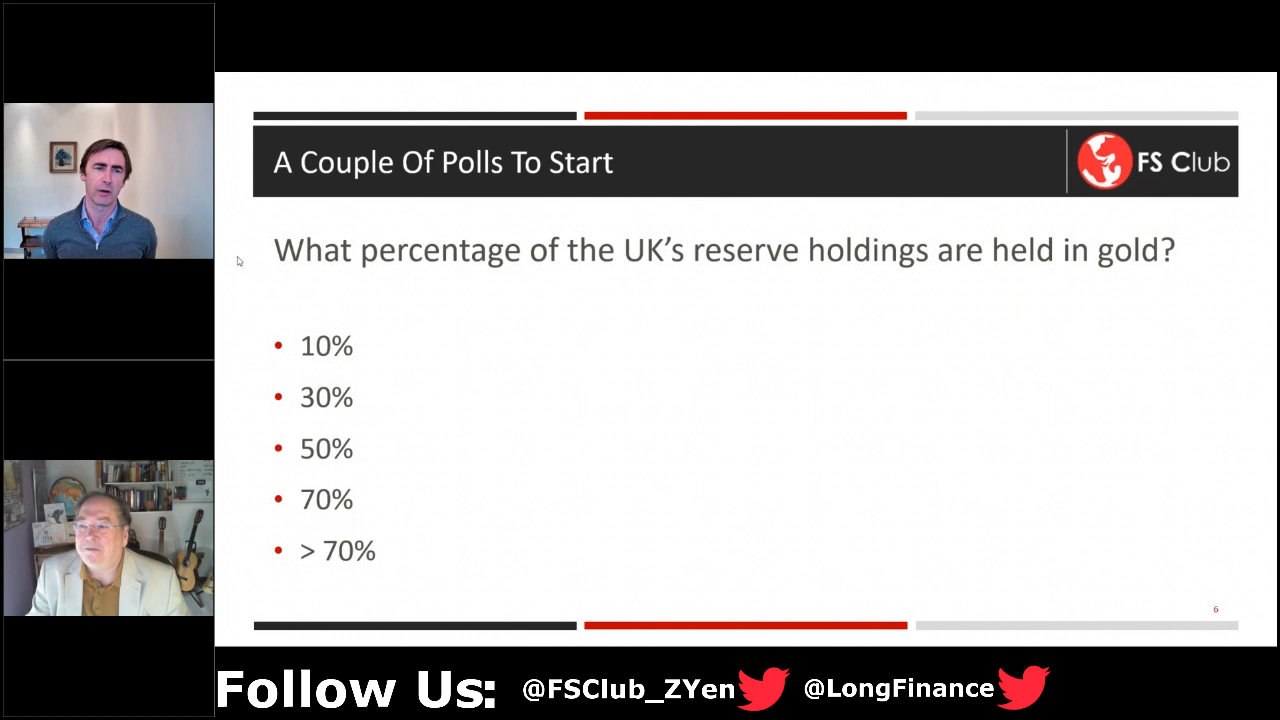 A Couple Of Polls To Start
FS Club
What percentage of the UK’s reserve holdings are held in gold?
• 10%
• 30%
• 50%
• 70%
• > 70%
6
Follow Us: @FSClub_ZYen @LongFinance